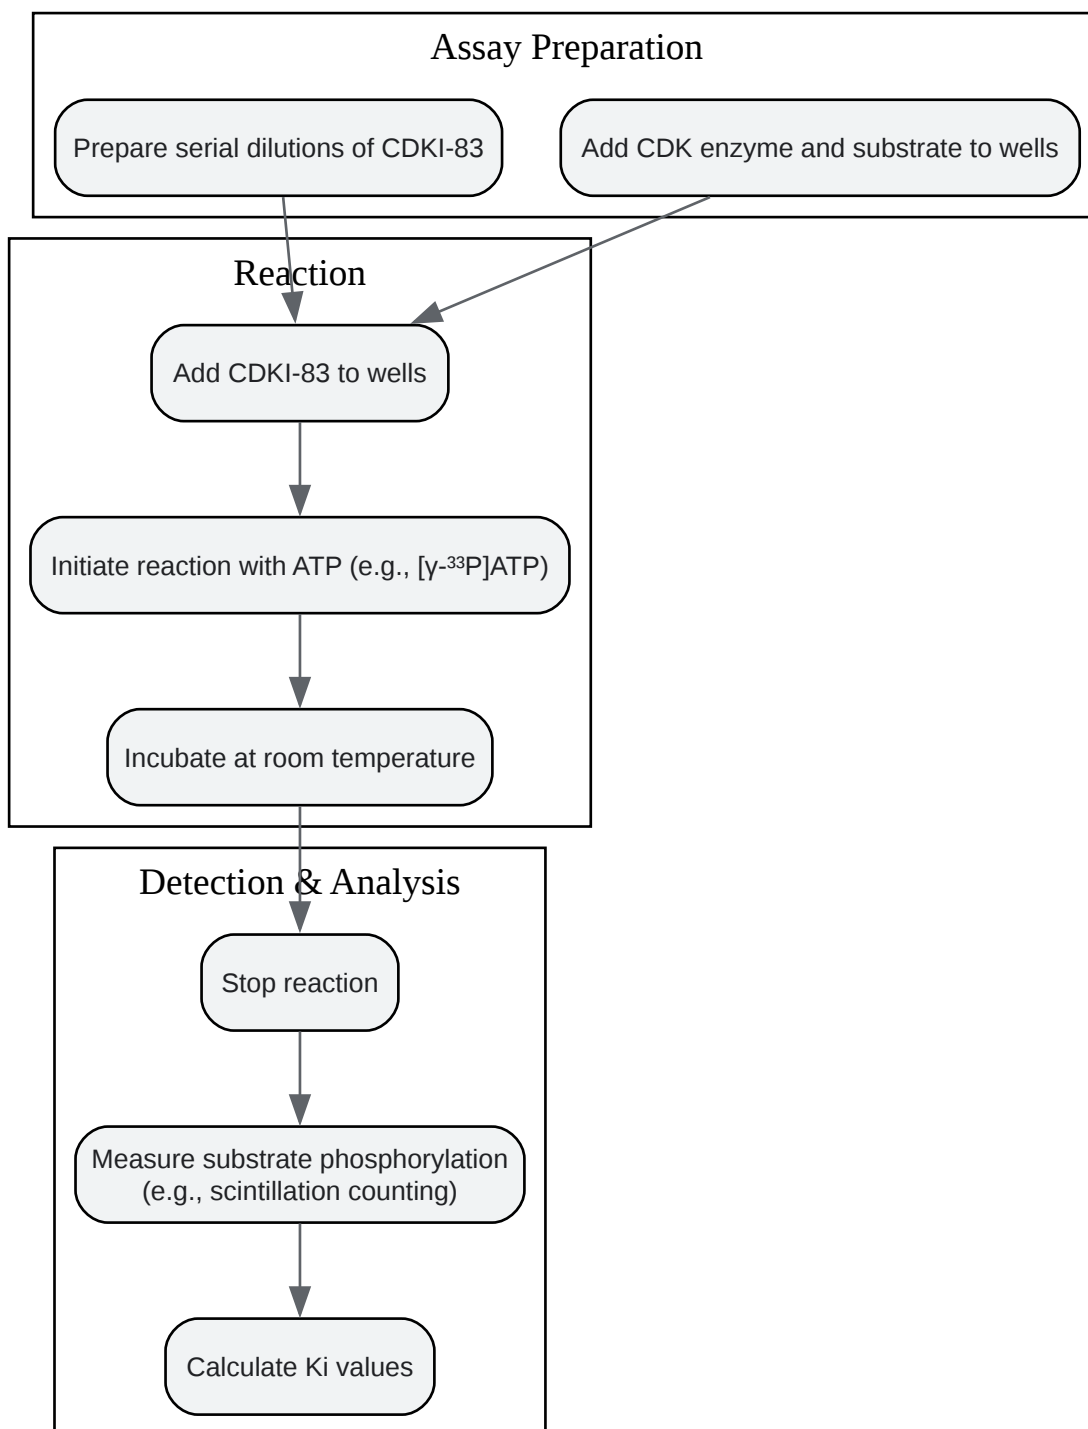 Assay Preparation
Prepare serial dilutions of CDKI-83
Add CDK enzyme and substrate to wells
Reaction
Add CDKI-83 to wells
Initiate reaction with ATP (e.g., [γ-³³P]ATP)
Incubate at room temperature
Detection & Analysis
Stop reaction
Measure substrate phosphorylation
(e.g., scintillation counting)
Calculate Ki values